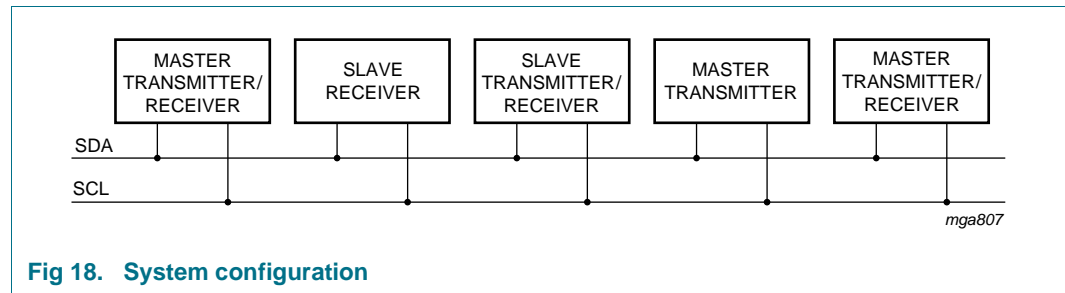 MASTER
TRANSMITTER/
RECEIVER
SLAVE
RECEIVER
SLAVE
TRANSMITTER/
RECEIVER
MASTER
TRANSMITTER
MASTER
TRANSMITTER/
RECEIVER
SDA
SCL
mga807
Fig 18. System configuration